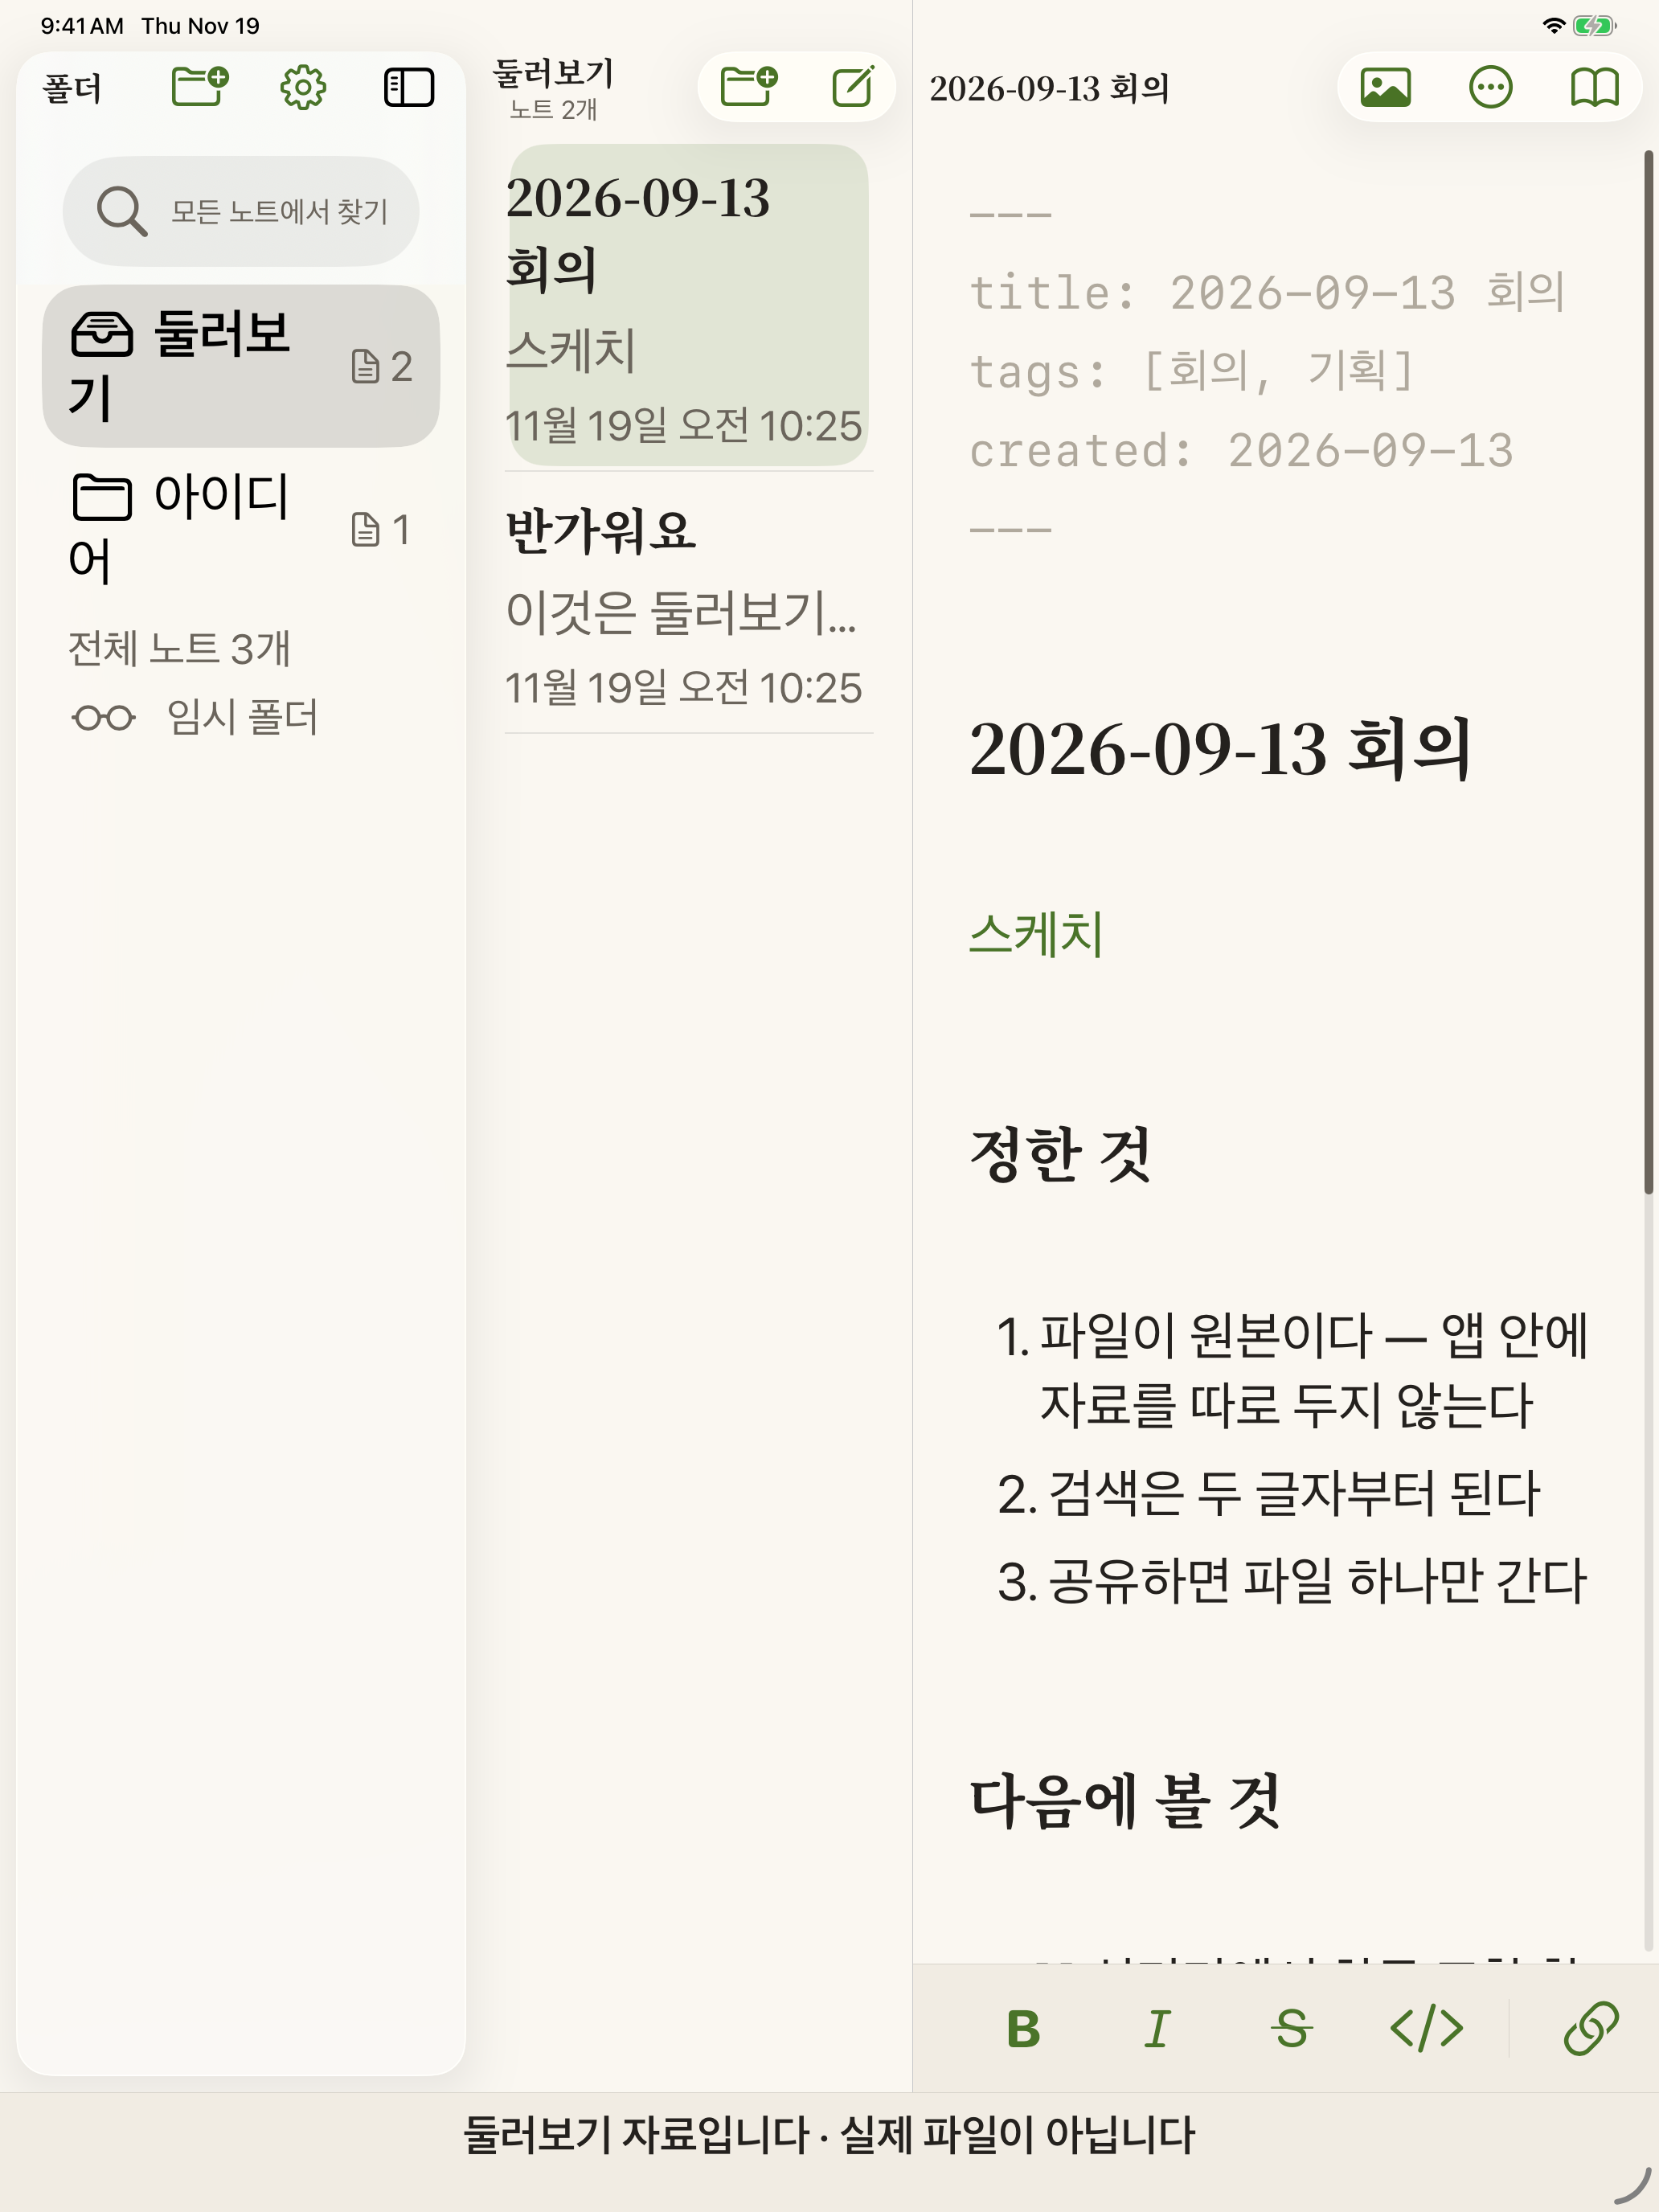 9:41 AM Thu Nov 19
폴더
모든 노트에서 찾기
둘러보
기
2
아이디
어
1
전체 노트 3개
임시 폴더
둘러보기
노트 2개
2026-09-13
회의
스케치
11월 19일 오전 10:25
반가워요
이것은 둘러보기...
11월 19일 오전 10:25
2026-09-13 회의
---
title: 2026-09-13 회의
tags: [회의, 기획]
created: 2026-09-13
---
2026-09-13 회의
스케치
정한 것
1. 파일이 원본이다 — 앱 안에
자료를 따로 두지 않는다
2. 검색은 두 글자부터 된다
3. 공유하면 파일 하나만 간다
다음에 볼 것
B I S </>
둘러보기 자료입니다 · 실제 파일이 아닙니다